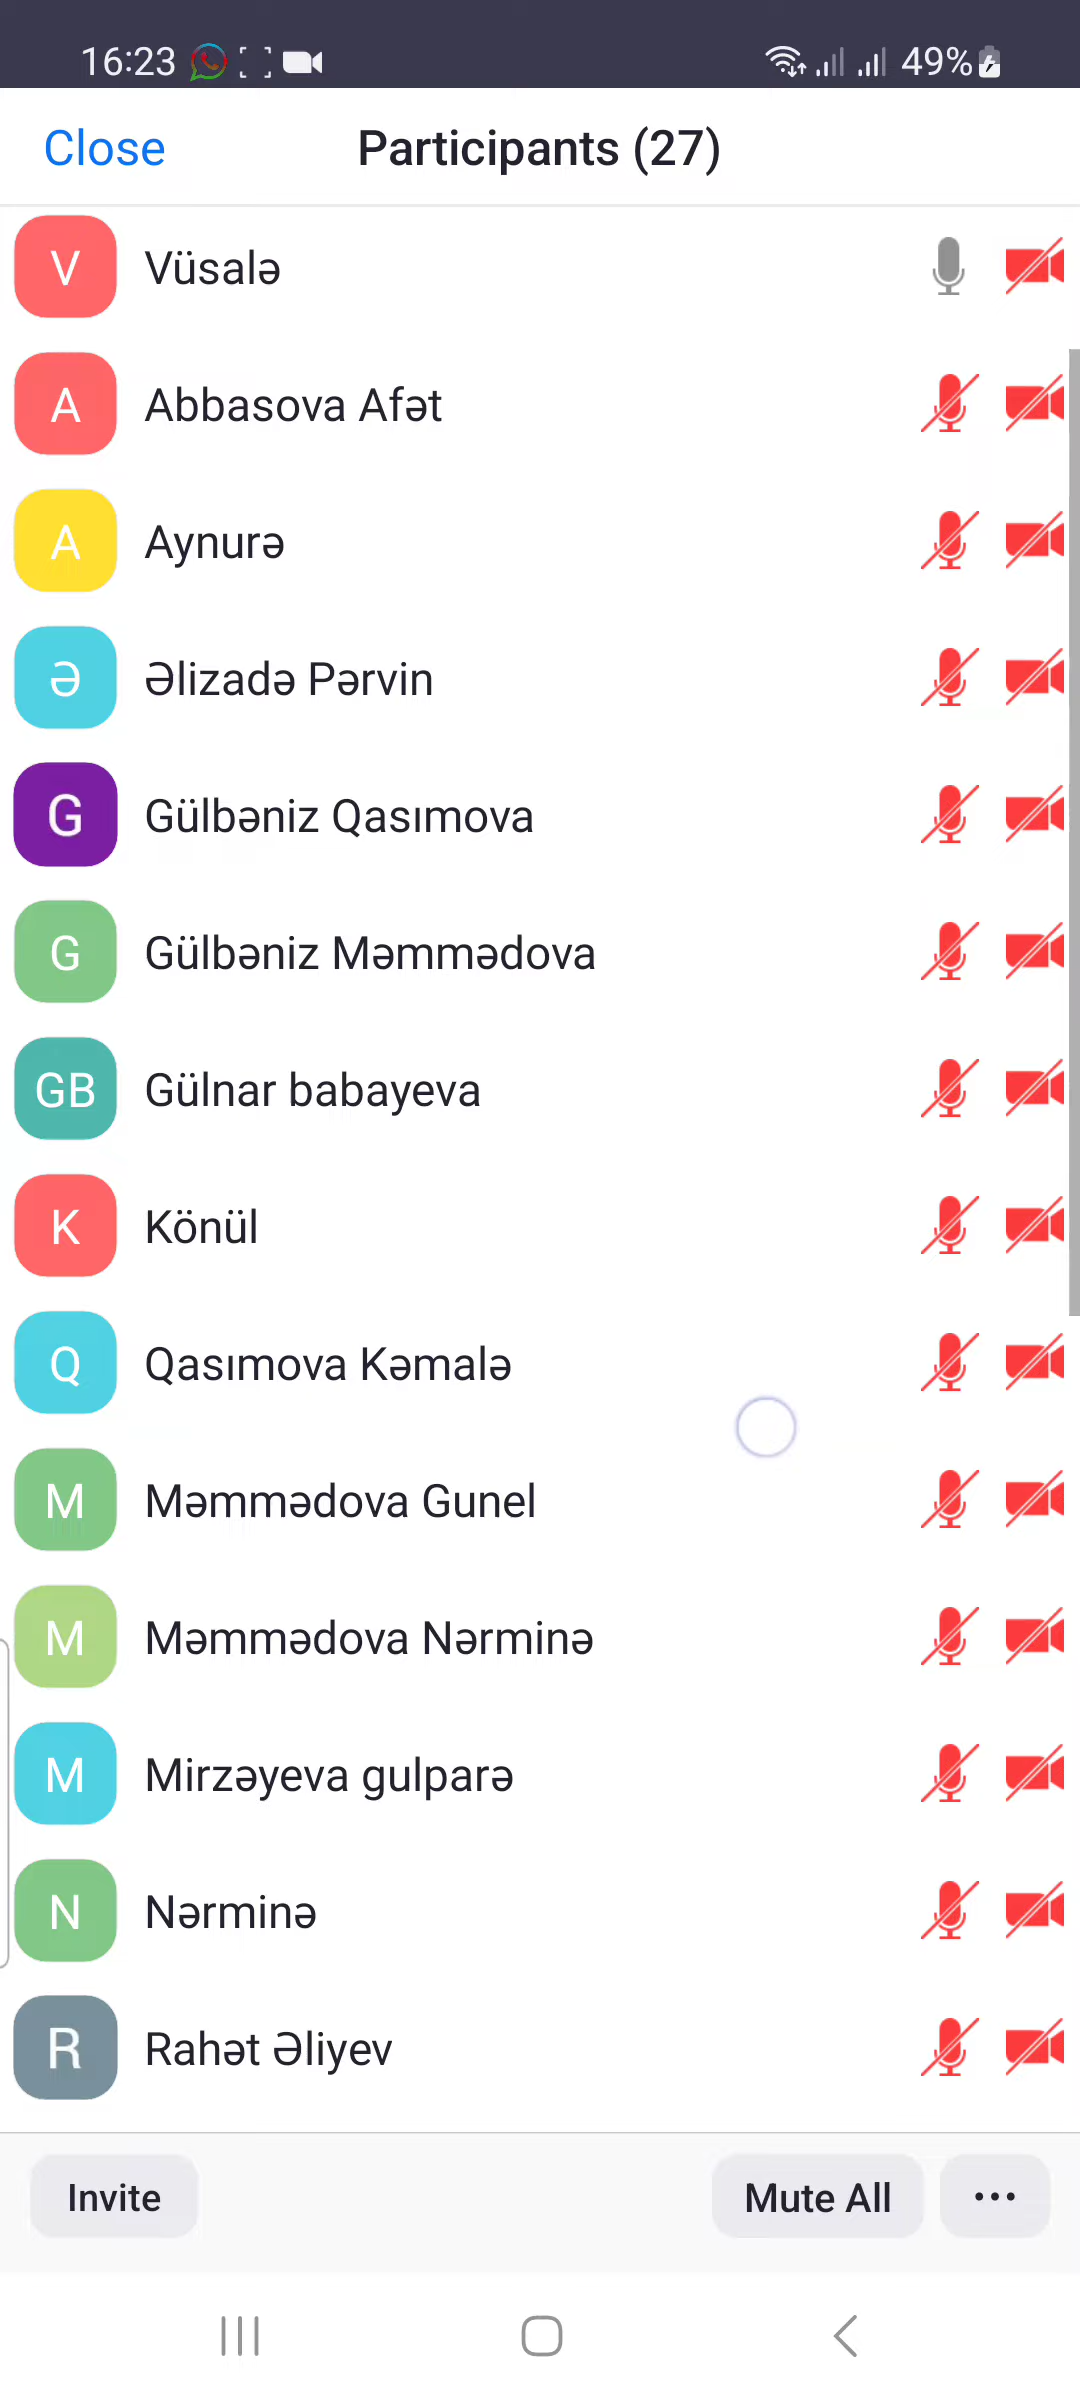 16:23
49%
Close
Participants (27)
V Vüsalə
A Abbasova Afət
A Aynurə
Ə Əlizadə Pərvin
G Gülbəniz Qasımova
G Gülbəniz Məmmədova
GB Gülnar babayeva
K Könül
Q Qasımova Kəmalə
M Məmmədova Gunel
M Məmmədova Nərminə
M Mirzəyeva gulparə
N Nərminə
R Rahət Əliyev
Invite
Mute All